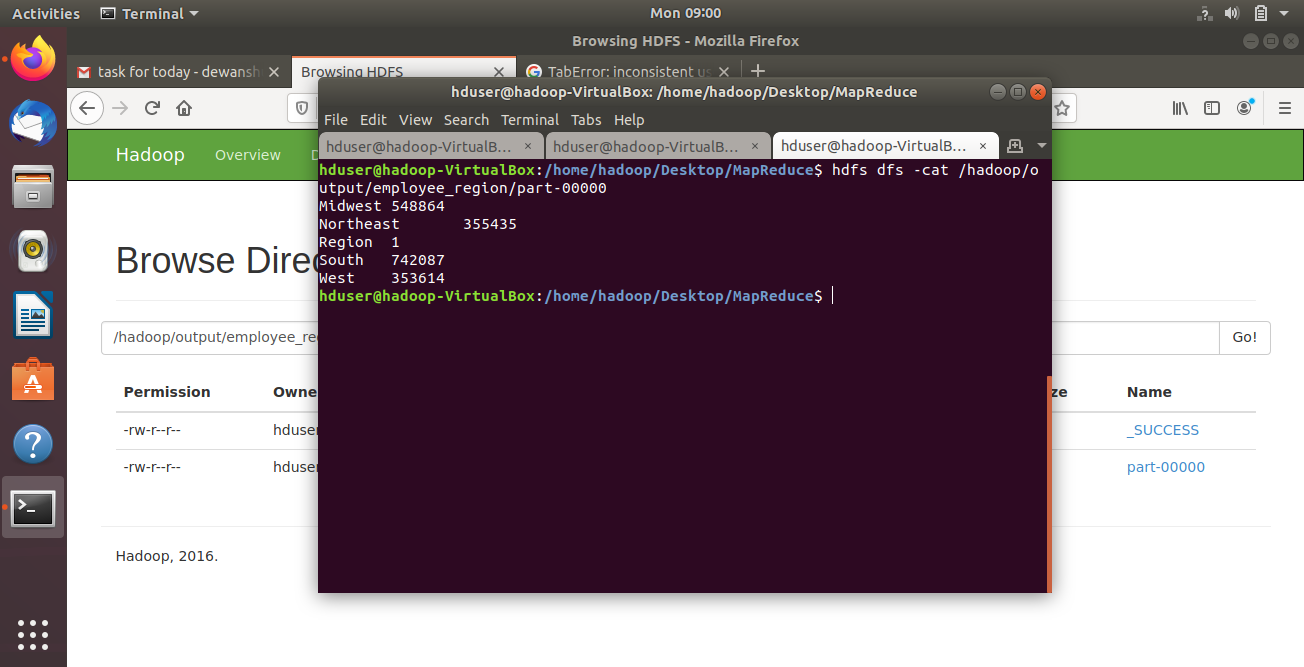 Activities Terminal Mon 09:00
Browsing HDFS - Mozilla Firefox
task for today - dewansh Browsing HDFS TabError: inconsistent us
hduser@hadoop-VirtualBox: /home/hadoop/Desktop/MapReduce
File Edit View Search Terminal Tabs Help
hduser@hadoop-VirtualB... hduser@hadoop-VirtualB... hduser@hadoop-VirtualB...
Hadoop Overview D
hduser@hadoop-VirtualBox:/home/hadoop/Desktop/MapReduce$ hdfs dfs -cat /hadoop/o
utput/employee_region/part-00000
Midwest 548864
Northeast 355435
Region 1
South 742087
West 353614
hduser@hadoop-VirtualBox:/home/hadoop/Desktop/MapReduce$
Browse Direc
/hadoop/output/employee_re Go!
Permission Owne ze Name
-rw-r--r-- hduser _SUCCESS
-rw-r--r-- hduser part-00000
Hadoop, 2016.